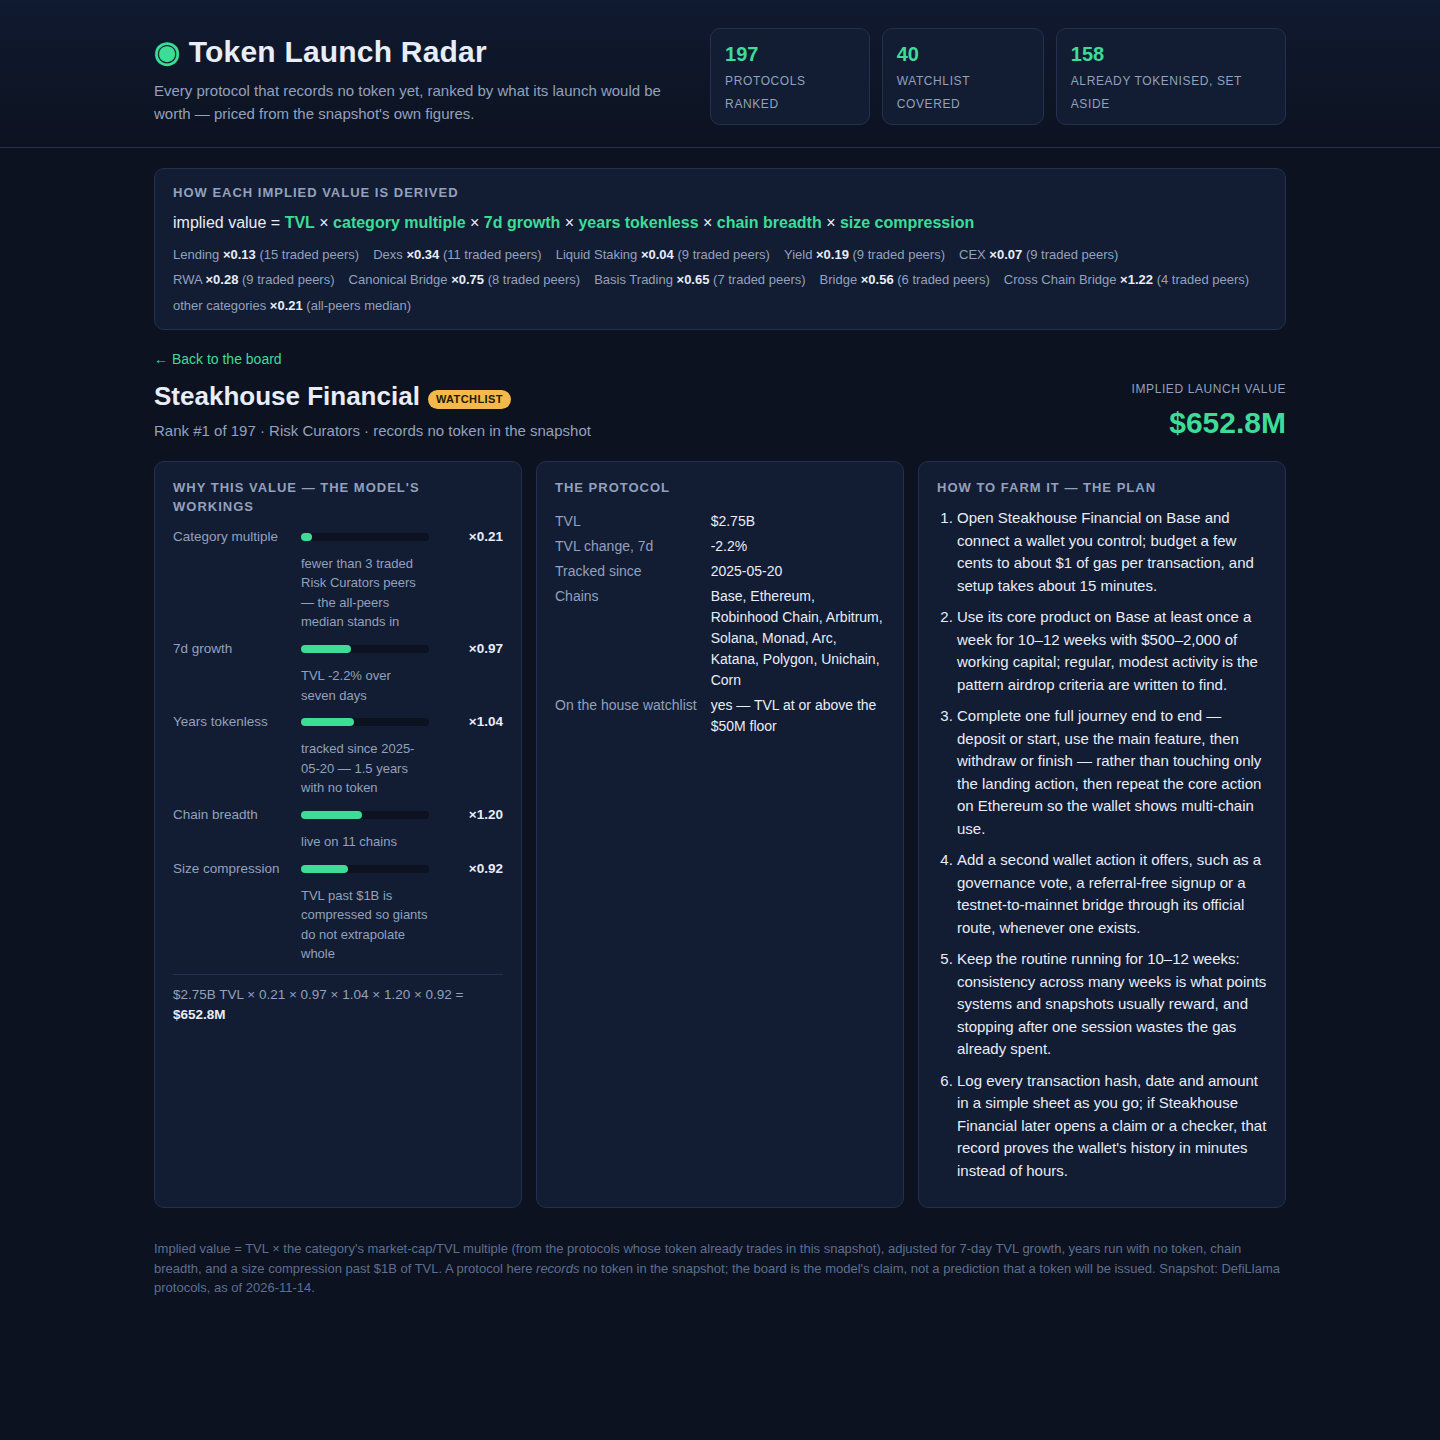 Token Launch Radar
Every protocol that records no token yet, ranked by what its launch would be
worth — priced from the snapshot's own figures.
197
PROTOCOLS
RANKED
40
WATCHLIST
COVERED
158
ALREADY TOKENISED, SET
ASIDE
HOW EACH IMPLIED VALUE IS DERIVED
implied value = TVL × category multiple × 7d growth × years tokenless × chain breadth × size compression
Lending ×0.13 (15 traded peers) Dexs ×0.34 (11 traded peers) Liquid Staking ×0.04 (9 traded peers) Yield ×0.19 (9 traded peers) CEX ×0.07 (9 traded peers)
RWA ×0.28 (9 traded peers) Canonical Bridge ×0.75 (8 traded peers) Basis Trading ×0.65 (7 traded peers) Bridge ×0.56 (6 traded peers) Cross Chain Bridge ×1.22 (4 traded peers)
other categories ×0.21 (all-peers median)
← Back to the board
Steakhouse Financial WATCHLIST
Rank #1 of 197 · Risk Curators · records no token in the snapshot
IMPLIED LAUNCH VALUE
$652.8M
WHY THIS VALUE — THE MODEL'S
WORKINGS
Category multiple ×0.21
fewer than 3 traded
Risk Curators peers
— the all-peers
median stands in
7d growth ×0.97
TVL -2.2% over
seven days
Years tokenless ×1.04
tracked since 2025-
05-20 — 1.5 years
with no token
Chain breadth ×1.20
live on 11 chains
Size compression ×0.92
TVL past $1B is
compressed so giants
do not extrapolate
whole
$2.75B TVL × 0.21 × 0.97 × 1.04 × 1.20 × 0.92 =
$652.8M
THE PROTOCOL
TVL $2.75B
TVL change, 7d -2.2%
Tracked since 2025-05-20
Chains Base, Ethereum,
Robinhood Chain, Arbitrum,
Solana, Monad, Arc,
Katana, Polygon, Unichain,
Corn
On the house watchlist yes — TVL at or above the
$50M floor
HOW TO FARM IT — THE PLAN
1. Open Steakhouse Financial on Base and
connect a wallet you control; budget a few
cents to about $1 of gas per transaction, and
setup takes about 15 minutes.
2. Use its core product on Base at least once a
week for 10–12 weeks with $500–2,000 of
working capital; regular, modest activity is the
pattern airdrop criteria are written to find.
3. Complete one full journey end to end —
deposit or start, use the main feature, then
withdraw or finish — rather than touching only
the landing action, then repeat the core action
on Ethereum so the wallet shows multi-chain
use.
4. Add a second wallet action it offers, such as a
governance vote, a referral-free signup or a
testnet-to-mainnet bridge through its official
route, whenever one exists.
5. Keep the routine running for 10–12 weeks:
consistency across many weeks is what points
systems and snapshots usually reward, and
stopping after one session wastes the gas
already spent.
6. Log every transaction hash, date and amount
in a simple sheet as you go; if Steakhouse
Financial later opens a claim or a checker, that
record proves the wallet's history in minutes
instead of hours.
Implied value = TVL × the category's market-cap/TVL multiple (from the protocols whose token already trades in this snapshot), adjusted for 7-day TVL growth, years run with no token, chain
breadth, and a size compression past $1B of TVL. A protocol here records no token in the snapshot; the board is the model's claim, not a prediction that a token will be issued. Snapshot: DefiLlama
protocols, as of 2026-11-14.